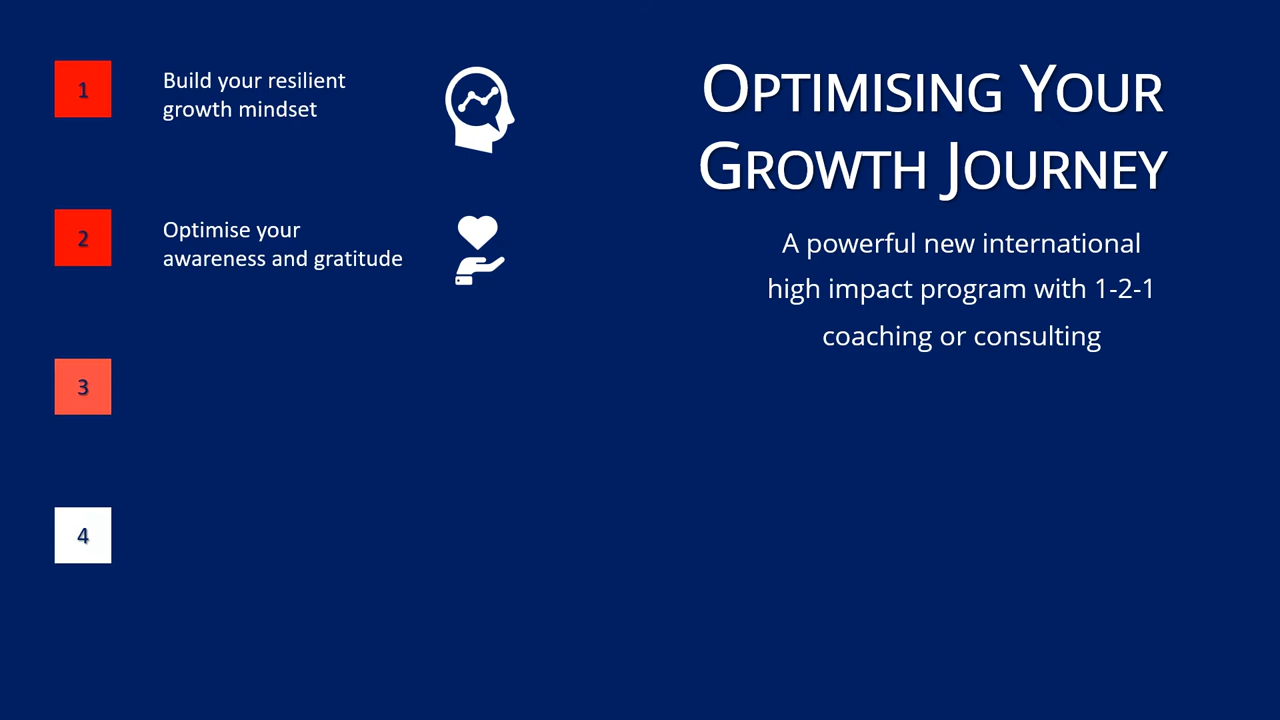 1
Build your resilient
growth mindset
2
Optimise your
awareness and gratitude
3
4
Optimising Your
Growth Journey
A powerful new international
high impact program with 1-2-1
coaching or consulting